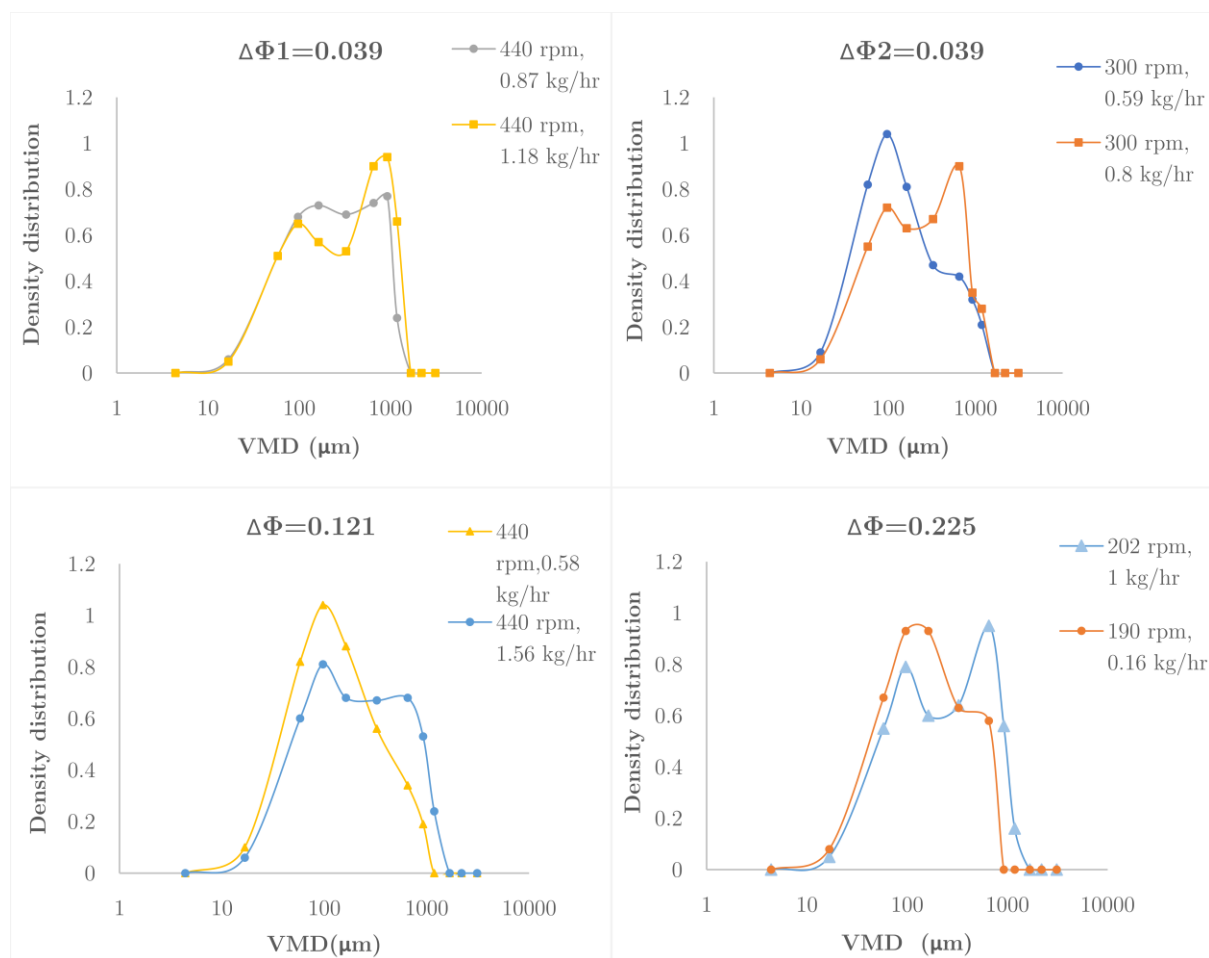 ΔΦ1=0.039
440 rpm,
0.87 kg/hr
440 rpm,
1.18 kg/hr
1.2
1
0.8
0.6
0.4
0.2
0
Density distribution
1 10 100 1000 10000
VMD (μm)
ΔΦ2=0.039
300 rpm,
0.59 kg/hr
300 rpm,
0.8 kg/hr
1.2
1
0.8
0.6
0.4
0.2
0
Density distribution
1 10 100 1000 10000
VMD (μm)
ΔΦ=0.121
440
rpm,0.58
kg/hr
440 rpm,
1.56 kg/hr
1.2
1
0.8
0.6
0.4
0.2
0
Density distribution
1 10 100 1000 10000
VMD(μm)
ΔΦ=0.225
202 rpm,
1 kg/hr
190 rpm,
0.16 kg/hr
1.2
1
0.8
0.6
0.4
0.2
0
Density distribution
1 10 100 1000 10000
VMD (μm)